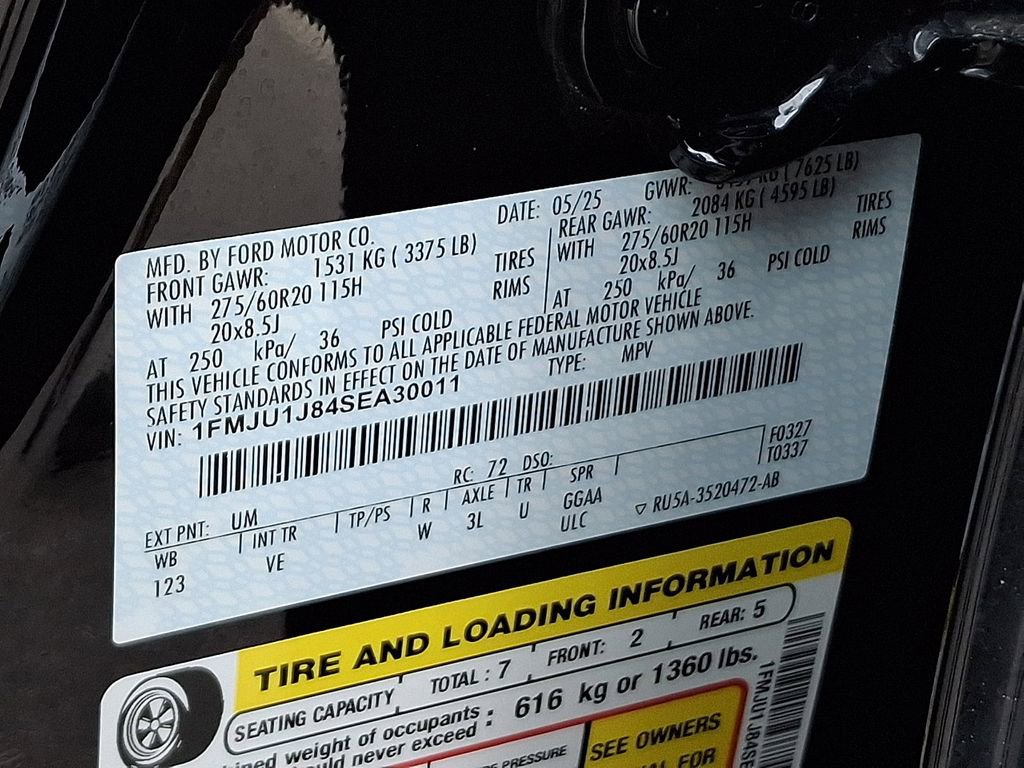 MFD. BY FORD MOTOR CO.
DATE: 05/25
GVWR: KG ( 7625 LB)
FRONT GAWR: 1531 KG ( 3375 LB)
WITH 275/60R20 115H TIRES
20x8.5J RIMS
AT 250 kPa/ 36 PSI COLD
REAR GAWR: 2084 KG ( 4595 LB)
WITH 275/60R20 115H TIRES
20x8.5J RIMS
AT 250 kPa/ 36 PSI COLD
THIS VEHICLE CONFORMS TO ALL APPLICABLE FEDERAL MOTOR VEHICLE
SAFETY STANDARDS IN EFFECT ON THE DATE OF MANUFACTURE SHOWN ABOVE.
VIN: 1FMJU1J84SEA30011
TYPE: MPV
F0327
T0337
EXT PNT: UM RC: 72 DSO:
WB INT TR TP/PS R AXLE TR SPR
123 VE W 3L U GGAA
ULC
RU5A-3520472-AB
TIRE AND LOADING INFORMATION
SEATING CAPACITY TOTAL : 7 FRONT: 2 REAR: 5
weight of occupants : 616 kg or 1360 lbs.
never exceed
PRESSURE
SEE OWNERS
FOR
1FMJU1J84SE